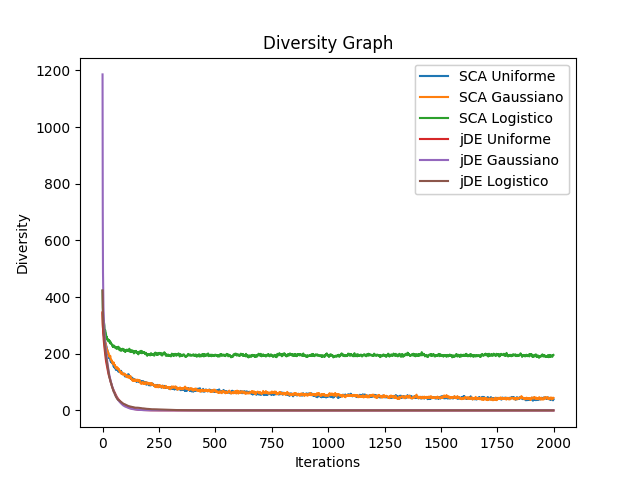 Diversity Graph
Diversity
1200
1000
800
600
400
200
0
SCA Uniforme
SCA Gaussiano
SCA Logistico
jDE Uniforme
jDE Gaussiano
jDE Logistico
0 250 500 750 1000 1250 1500 1750 2000
Iterations